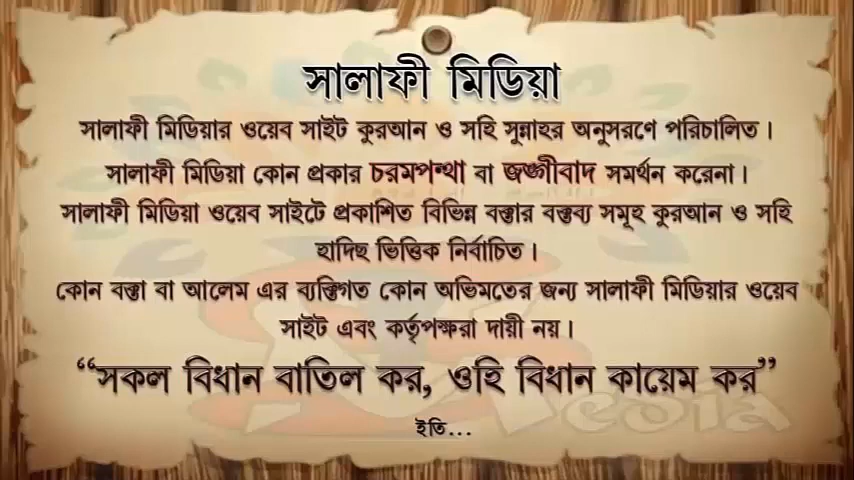 সালাফী মিডিয়া
সালাফী মিডিয়ার ওয়েব সাইট কুরআন ও সহি সুন্নাহর অনুসরণে পরিচালিত।
সালাফী মিডিয়া কোন প্রকার চরমপন্থা বা জঙ্গীবাদ সমর্থন করেনা।
সালাফী মিডিয়া ওয়েব সাইটে প্রকাশিত বিভিন্ন বক্তার বক্তব্য সমূহ কুরআন ও সহি
হাদিছ ভিত্তিক নির্বাচিত।
কোন বক্তা বা আলেম এর ব্যক্তিগত কোন অভিমতের জন্য সালাফী মিডিয়ার ওয়েব
সাইট এবং কর্তৃপক্ষরা দায়ী নয়।
“সকল বিধান বাতিল কর, ওহি বিধান কায়েম কর”
ইতি...